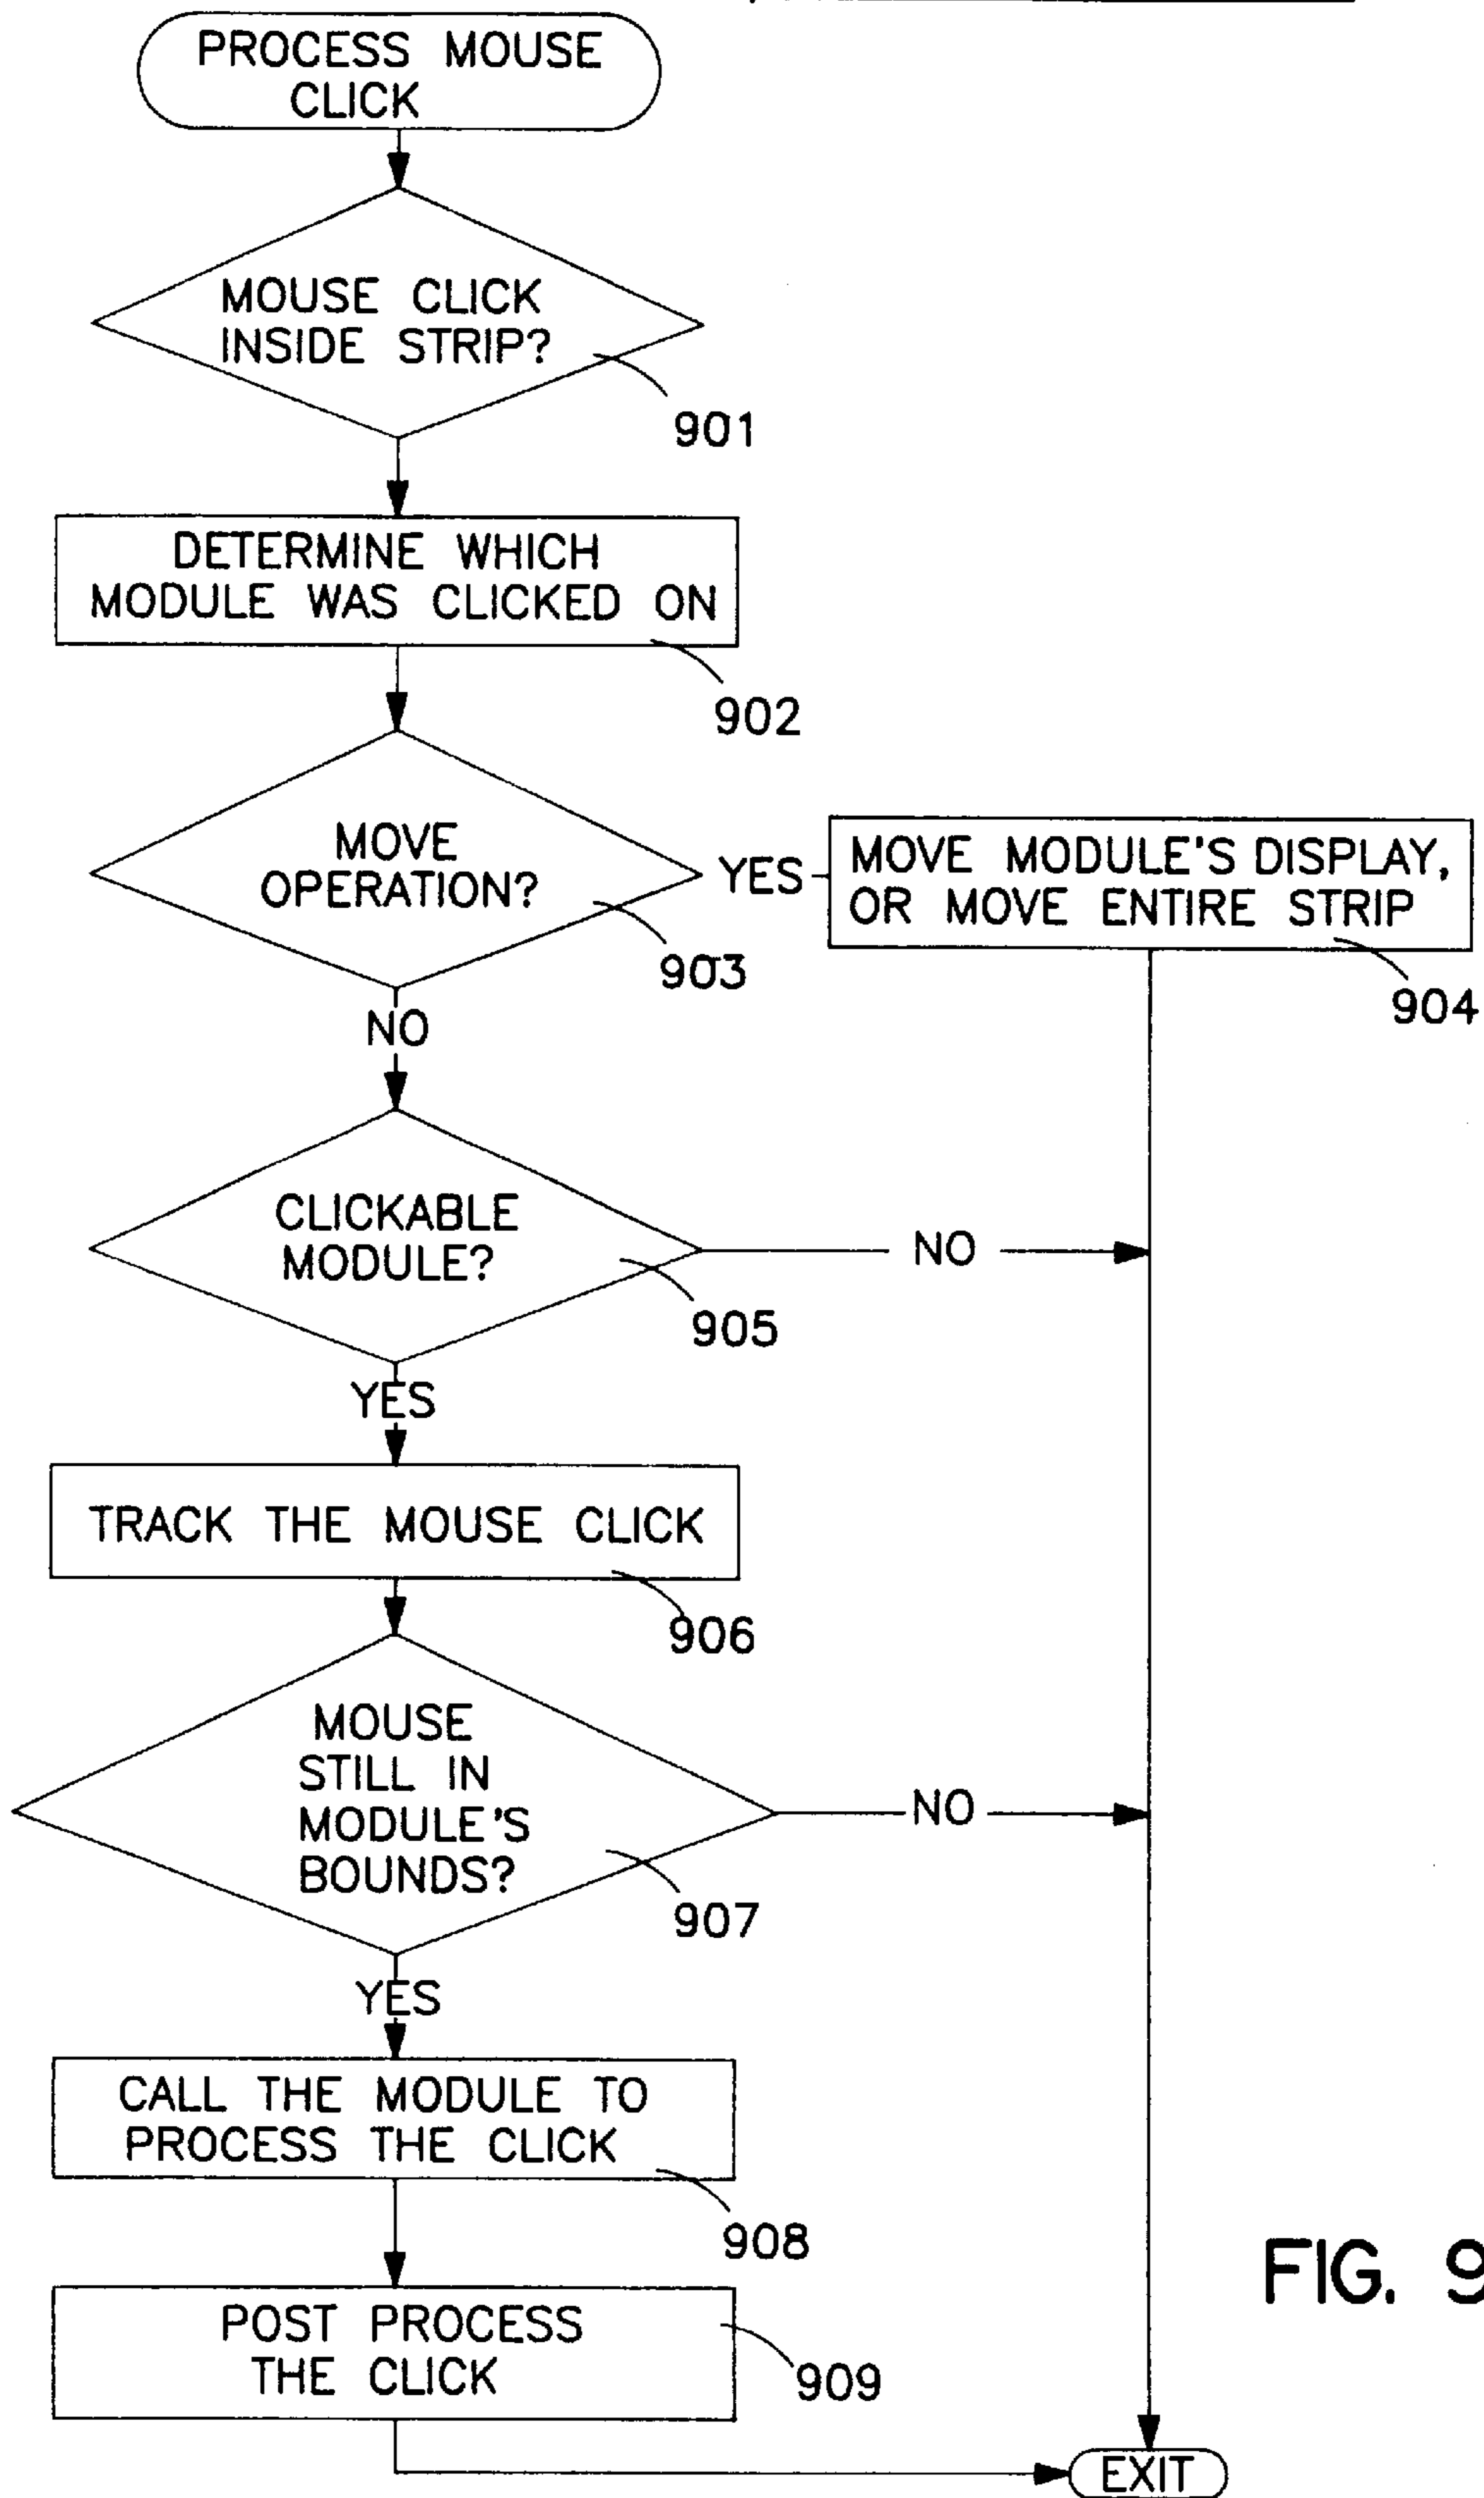 PROCESS MOUSE
CLICK
MOUSE CLICK
INSIDE STRIP?
901
DETERMINE WHICH
MODULE WAS CLICKED ON
902
MOVE
OPERATION?
903
YES
MOVE MODULE'S DISPLAY,
OR MOVE ENTIRE STRIP
904
NO
CLICKABLE
MODULE?
905
NO
YES
TRACK THE MOUSE CLICK
906
MOUSE
STILL IN
MODULE'S
BOUNDS?
907
NO
YES
CALL THE MODULE TO
PROCESS THE CLICK
908
POST PROCESS
THE CLICK
909
EXIT
FIG. 9